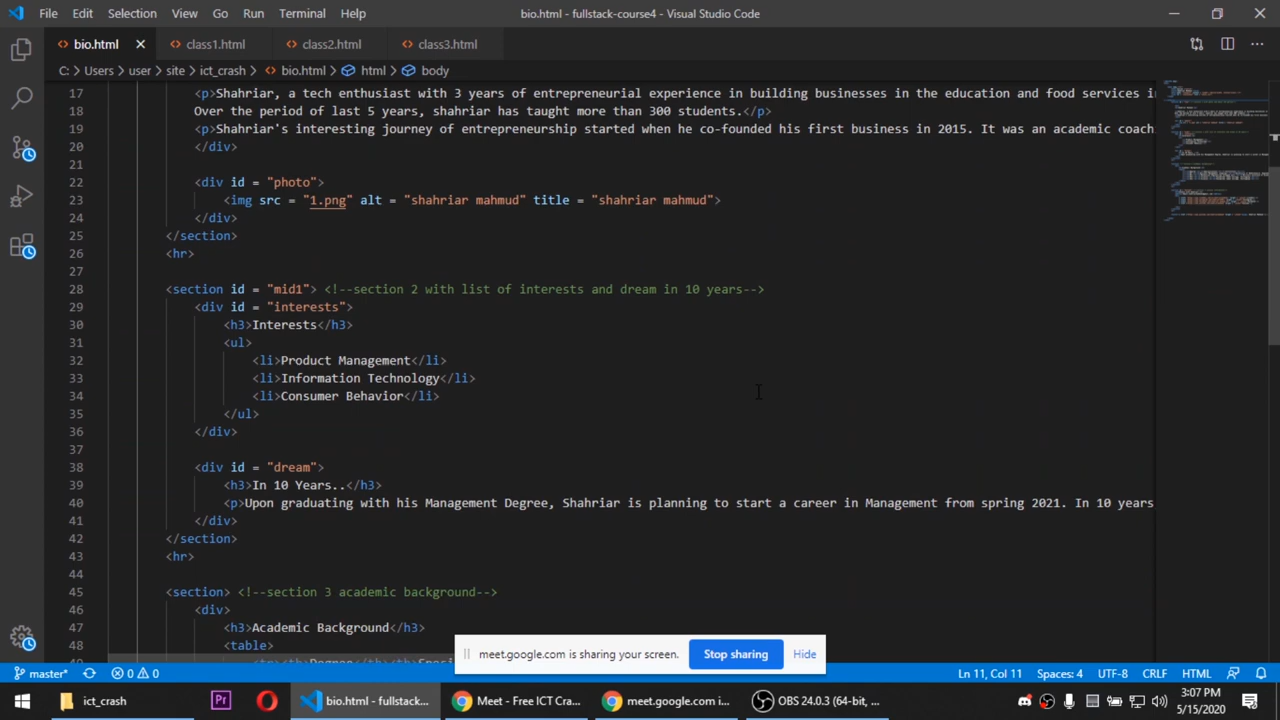 File Edit Selection View Go Run Terminal Help bio.html - fullstack-course4 - Visual Studio Code
bio.html class1.html class2.html class3.html
C: > Users > user > site > ict_crash > bio.html > html > body
17 <p>Shahriar, a tech enthusiast with 3 years of entrepreneurial experience in building businesses in the education and food services i
18 Over the period of last 5 years, shahriar has taught more than 300 students.</p>
19 <p>Shahriar's interesting journey of entrepreneurship started when he co-founded his first business in 2015. It was an academic coach
20 </div>
21
22 <div id = "photo">
23 <img src = "1.png" alt = "shahriar mahmud" title = "shahriar mahmud">
24 </div>
25 </section>
26 <hr>
27
28 <section id = "mid1"> <!--section 2 with list of interests and dream in 10 years-->
29 <div id = "interests">
30 <h3>Interests</h3>
31 <ul>
32 <li>Product Management</li>
33 <li>Information Technology</li>
34 <li>Consumer Behavior</li>
35 </ul>
36 </div>
37
38 <div id = "dream">
39 <h3>In 10 Years..</h3>
40 <p>Upon graduating with his Management Degree, Shahriar is planning to start a career in Management from spring 2021. In 10 years
41 </div>
42 </section>
43 <hr>
44
45 <section> <!--section 3 academic background-->
46 <div>
47 <h3>Academic Background</h3>
48 <table>
meet.google.com is sharing your screen. Stop sharing Hide
master* 0 0 Ln 11, Col 11 Spaces: 4 UTF-8 CRLF HTML
ict_crash Pr bio.html - fullstack-... Meet - Free ICT Cra... meet.google.com i... OBS 24.0.3 (64-bit, ... 3:07 PM
5/15/2020